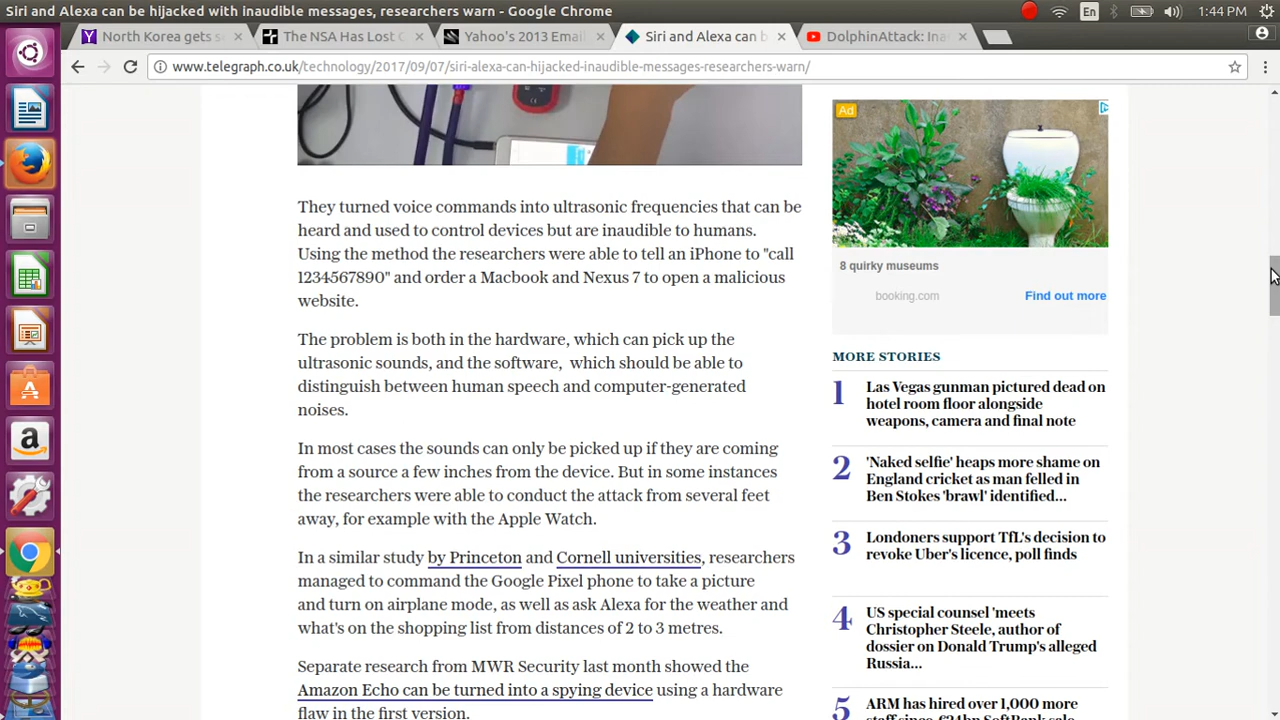 Siri and Alexa can be hijacked with inaudible messages, researchers warn - Google Chrome
En
1:44 PM
North Korea gets s
The NSA Has Lost C
Yahoo's 2013 Email
Siri and Alexa can b
DolphinAttack: Ina
www.telegraph.co.uk/technology/2017/09/07/siri-alexa-can-hijacked-inaudible-messages-researchers-warn/
They turned voice commands into ultrasonic frequencies that can be
heard and used to control devices but are inaudible to humans.
Using the method the researchers were able to tell an iPhone to "call
1234567890" and order a Macbook and Nexus 7 to open a malicious
website.
The problem is both in the hardware, which can pick up the
ultrasonic sounds, and the software,  which should be able to
distinguish between human speech and computer-generated
noises.
In most cases the sounds can only be picked up if they are coming
from a source a few inches from the device. But in some instances
the researchers were able to conduct the attack from several feet
away, for example with the Apple Watch.
In a similar study by Princeton and Cornell universities, researchers
managed to command the Google Pixel phone to take a picture
and turn on airplane mode, as well as ask Alexa for the weather and
what's on the shopping list from distances of 2 to 3 metres.
Separate research from MWR Security last month showed the
Amazon Echo can be turned into a spying device using a hardware
flaw in the first version.
Ad
8 quirky museums
booking.com
Find out more
MORE STORIES
1
Las Vegas gunman pictured dead on
hotel room floor alongside
weapons, camera and final note
2
'Naked selfie' heaps more shame on
England cricket as man felled in
Ben Stokes 'brawl' identified...
3
Londoners support TfL's decision to
revoke Uber's licence, poll finds
4
US special counsel 'meets
Christopher Steele, author of
dossier on Donald Trump's alleged
Russia...
5
ARM has hired over 1,000 more
staff since £24bn SoftBank sale